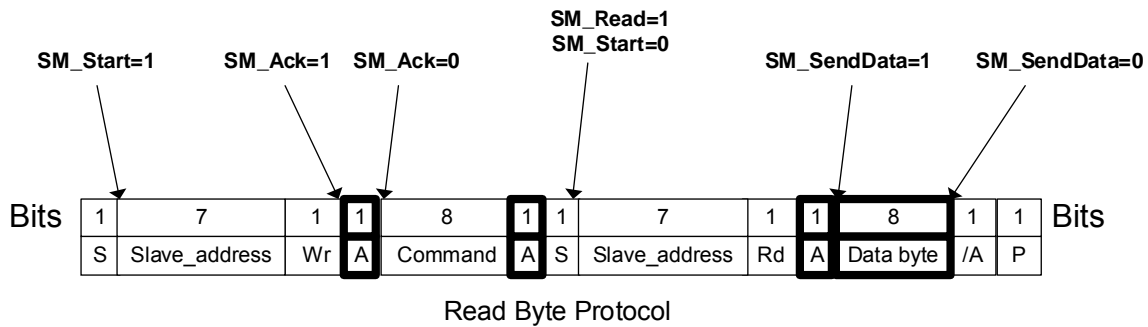 SM_Read=1
SM_Start=0
SM_Start=1 SM_Ack=1 SM_Ack=0 SM_SendData=1 SM_SendData=0
Bits 1 7 1 1 8 1 1 7 1 1 8 1 1 Bits
S Slave_address Wr A Command A S Slave_address Rd A Data byte /A P
Read Byte Protocol